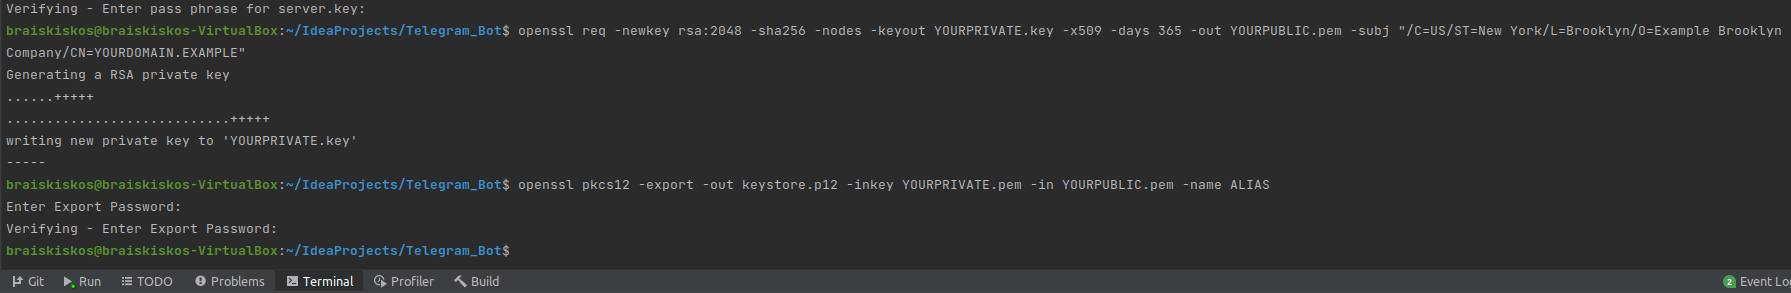 Verifying - Enter pass phrase for server.key:
braiskiskos@braiskiskos-VirtualBox:~/IdeaProjects/Telegram_Bot$ openssl req -newkey rsa:2048 -sha256 -nodes -keyout YOURPRIVATE.key -x509 -days 365 -out YOURPUBLIC.pem -subj "/C=US/ST=New York/L=Brooklyn/O=Example Brooklyn
Company/CN=YOURDOMAIN.EXAMPLE"
Generating a RSA private key
......+++++
............................+++++
writing new private key to 'YOURPRIVATE.key'
-----
braiskiskos@braiskiskos-VirtualBox:~/IdeaProjects/Telegram_Bot$ openssl pkcs12 -export -out keystore.p12 -inkey YOURPRIVATE.pem -in YOURPUBLIC.pem -name ALIAS
Enter Export Password:
Verifying - Enter Export Password:
braiskiskos@braiskiskos-VirtualBox:~/IdeaProjects/Telegram_Bot$
Git Run TODO Problems Terminal Profiler Build 2 Event Lo